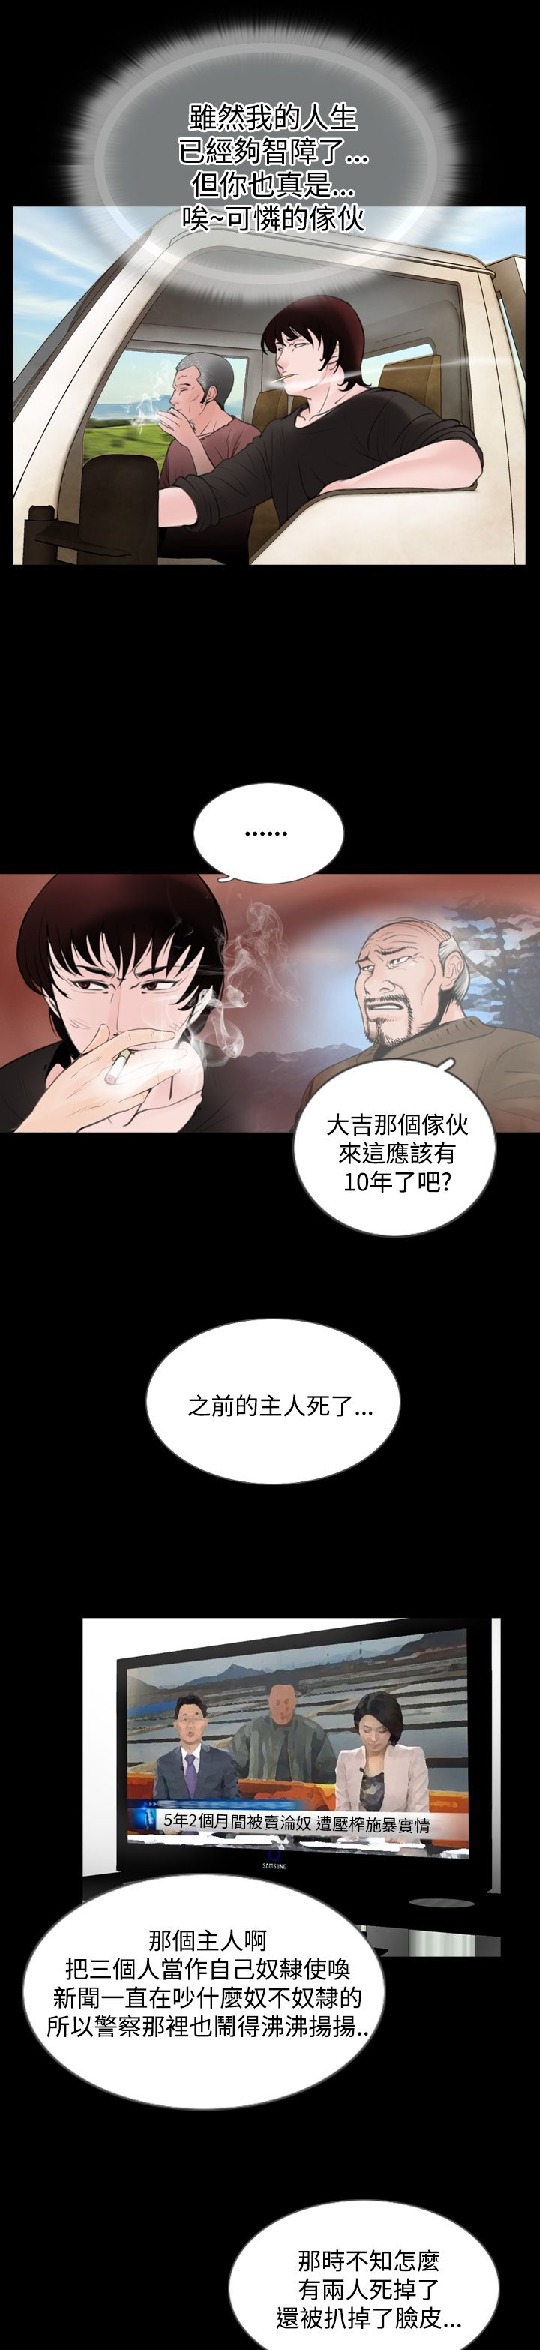 雖然我的人生
已經夠智障了...
但你也真是...
唉~可憐的傢伙
......
大吉那個傢伙
來這應該有
10年了吧?
之前的主人死了...
5年2個月間被賣淪奴 遭壓榨施暴實情
SAMSUNG
那個主人啊
把三個人當作自己奴隸使喚
新聞一直在吵什麼奴不奴隸的
所以警察那裡也鬧得沸沸揚揚..
那時不知怎麼
有兩人死掉了
還被扒掉了臉皮...